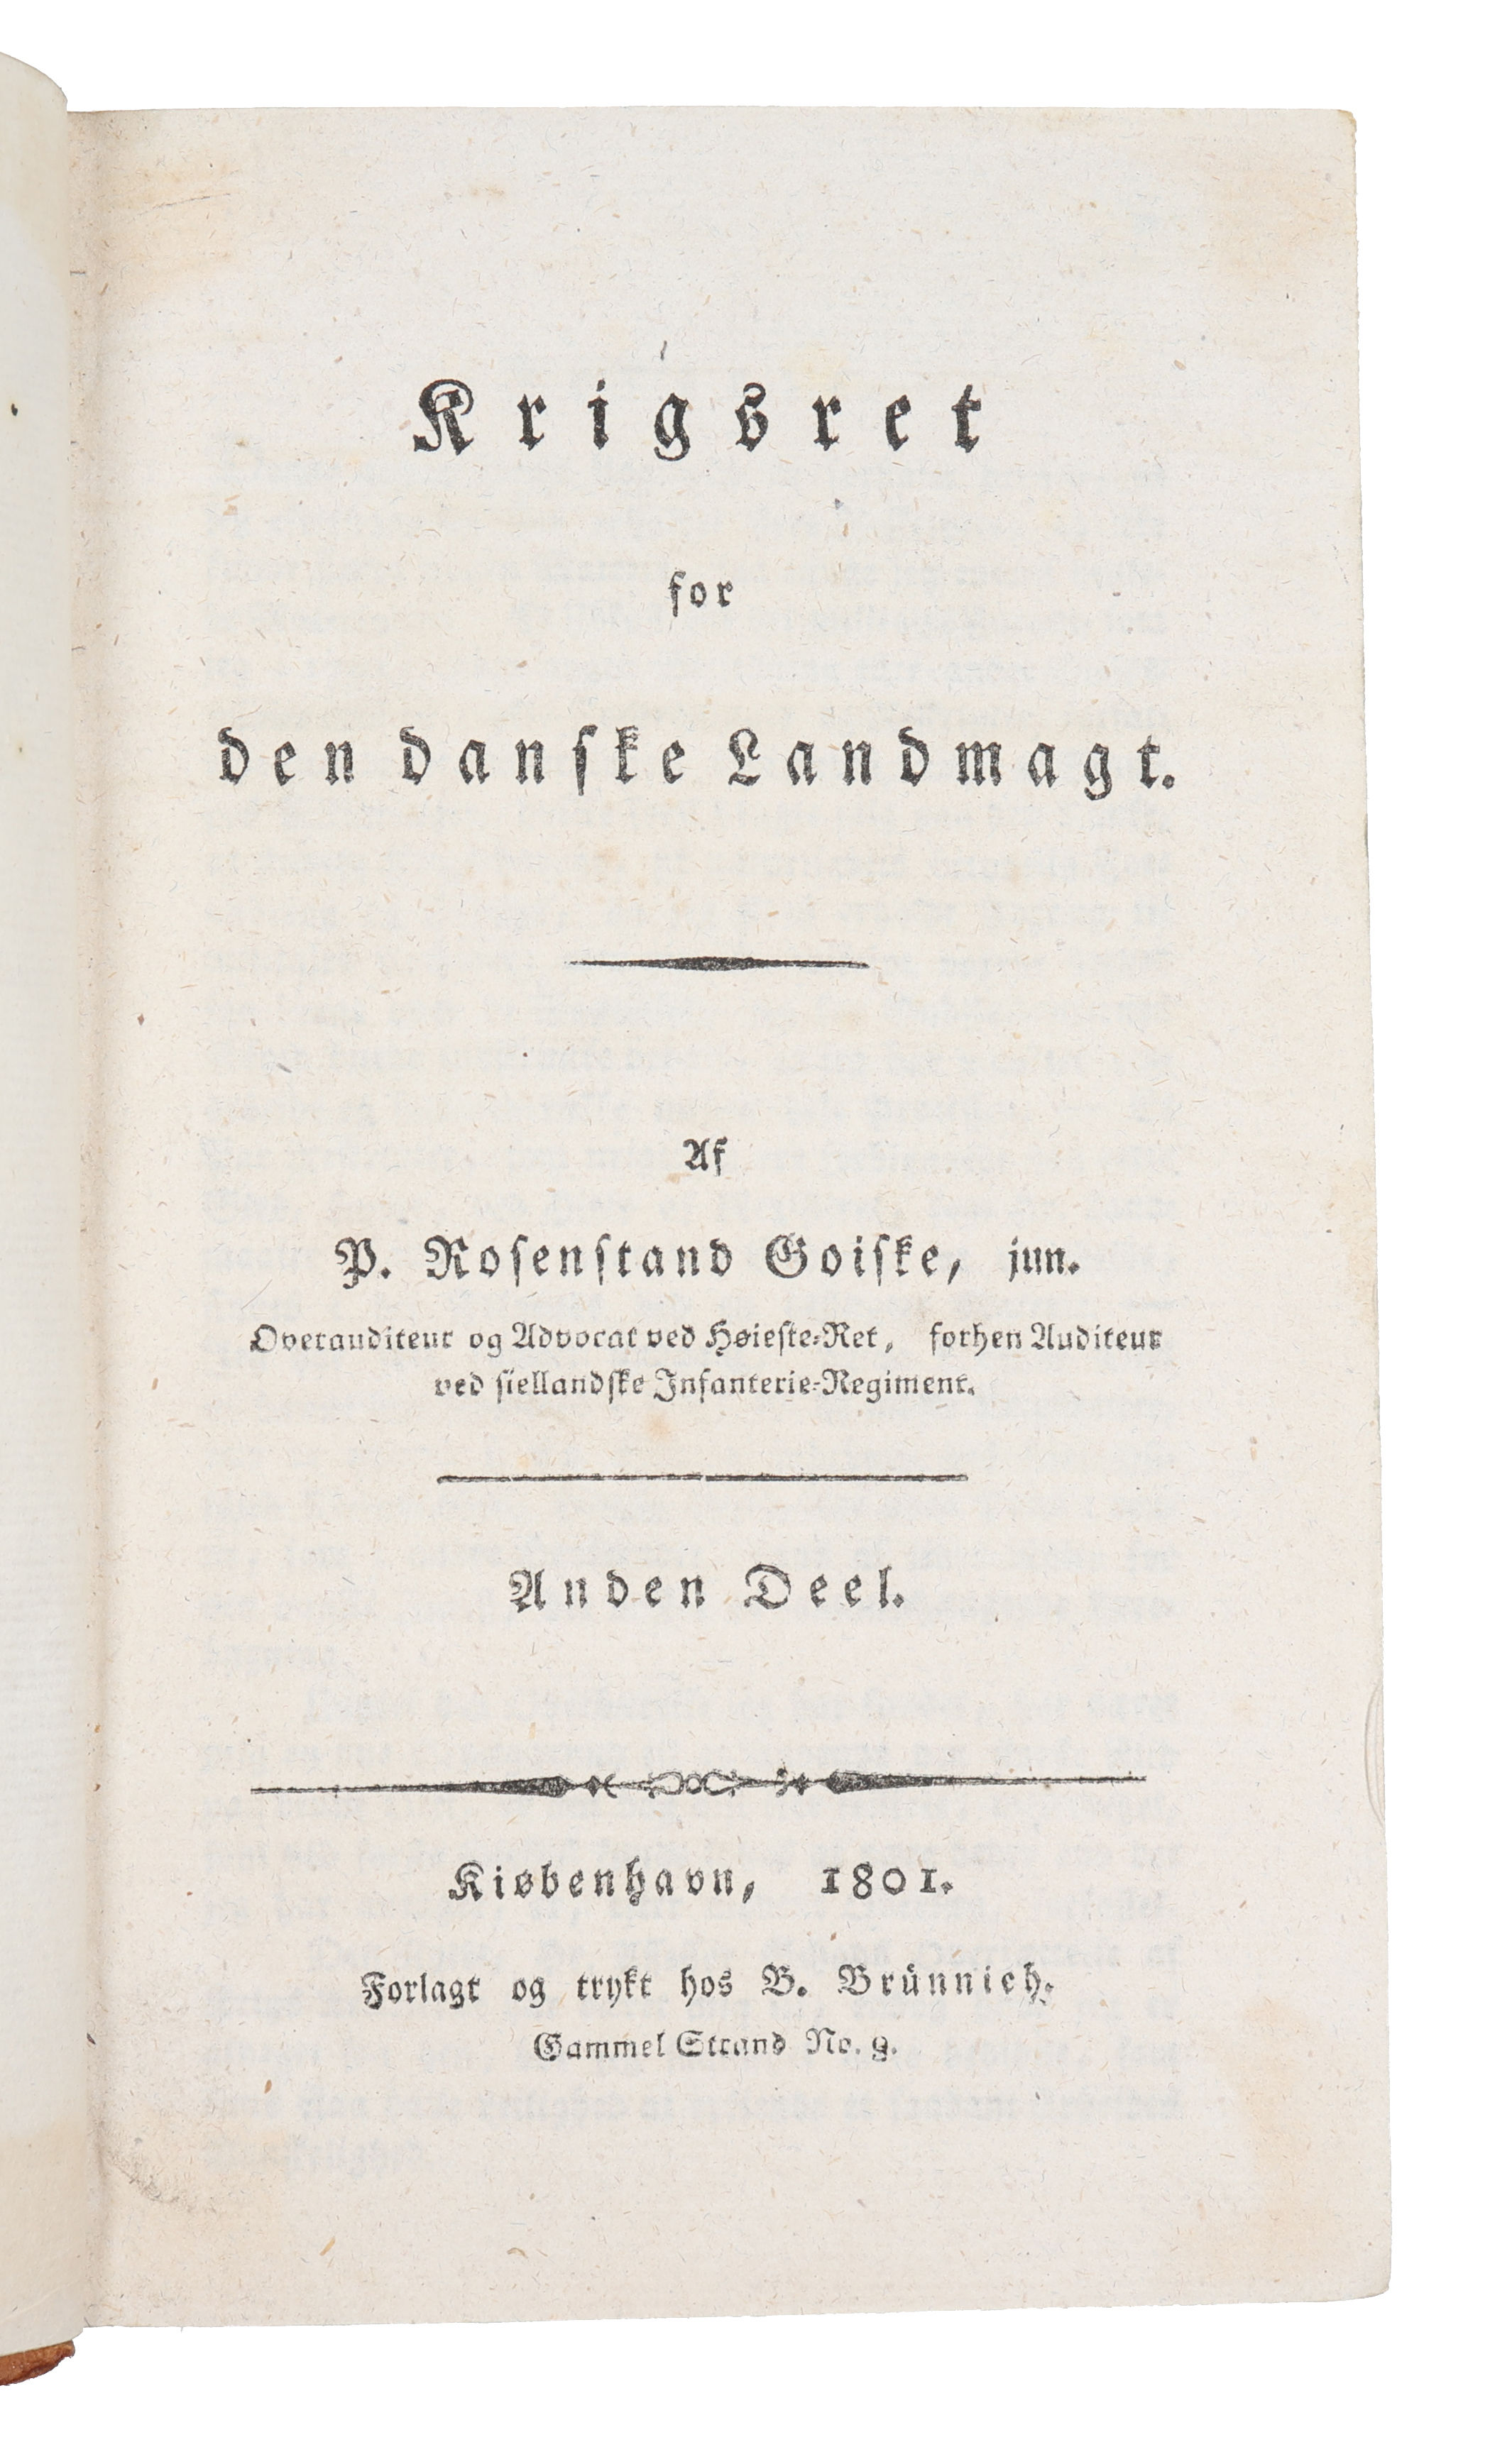 Krigsret
for
den danske Landmagt.
Af
P. Rosenstand Goiske, jun.
Overauditeur og Advocat ved Høieste-Ret, forhen Auditeur
ved siellandske Infanterie-Regiment.
Anden Deel.
Kiøbenhavn, 1801.
Forlagt og trykt hos B. Brünnich.
Gammel Strand No. 9.